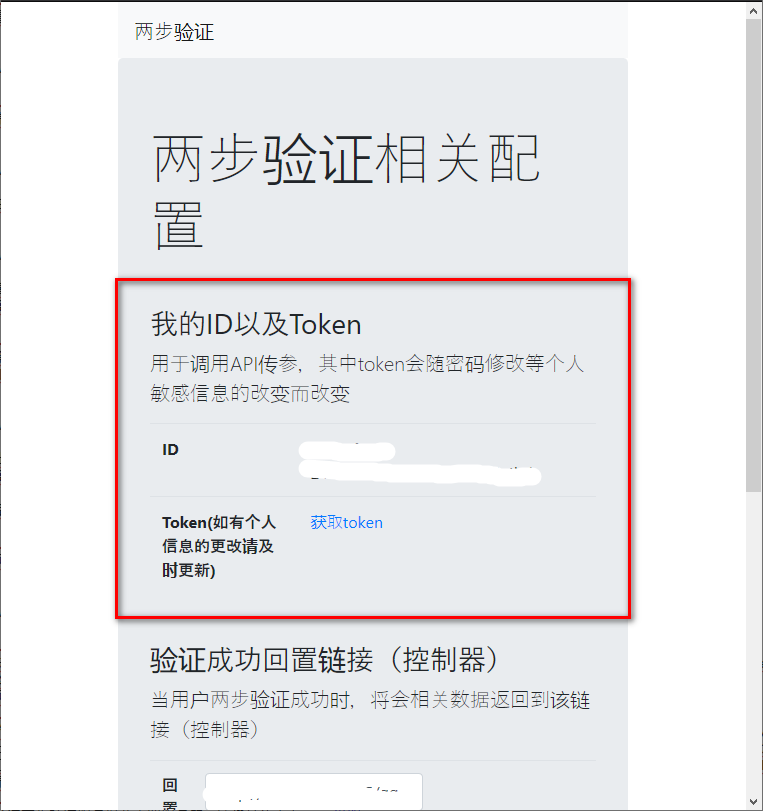 两步验证
两步验证相关配
置
我的ID以及Token
用于调用API传参，其中token会随密码修改等个人
敏感信息的改变而改变
ID
Token(如有个人
信息的更改请及
时更新)
获取token
验证成功回置链接（控制器）
当用户两步验证成功时，将会相关数据返回到该链
接（控制器）
回
置